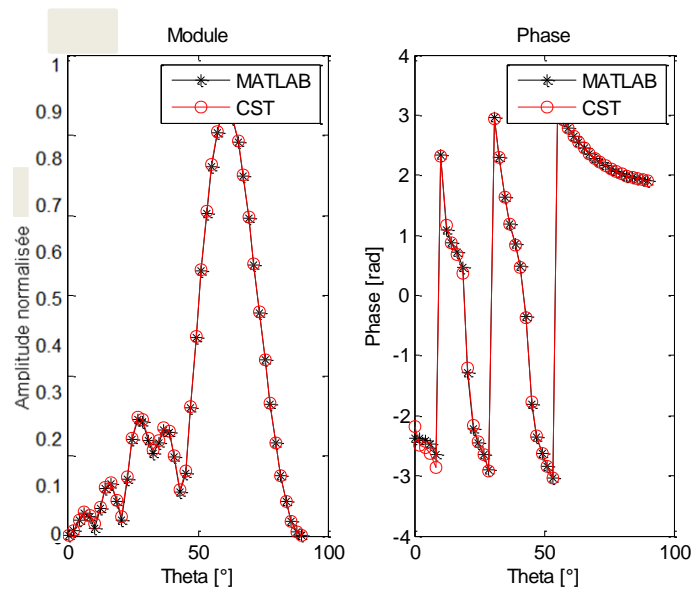 Module
MATLAB
CST
Amplitude normalisée
1
0.9
0.8
0.7
0.6
0.5
0.4
0.3
0.2
0.1
0
0 50 100
Theta [°]
Phase
MATLAB
CST
Phase [rad]
4
3
2
1
0
-1
-2
-3
-4
0 50 100
Theta [°]